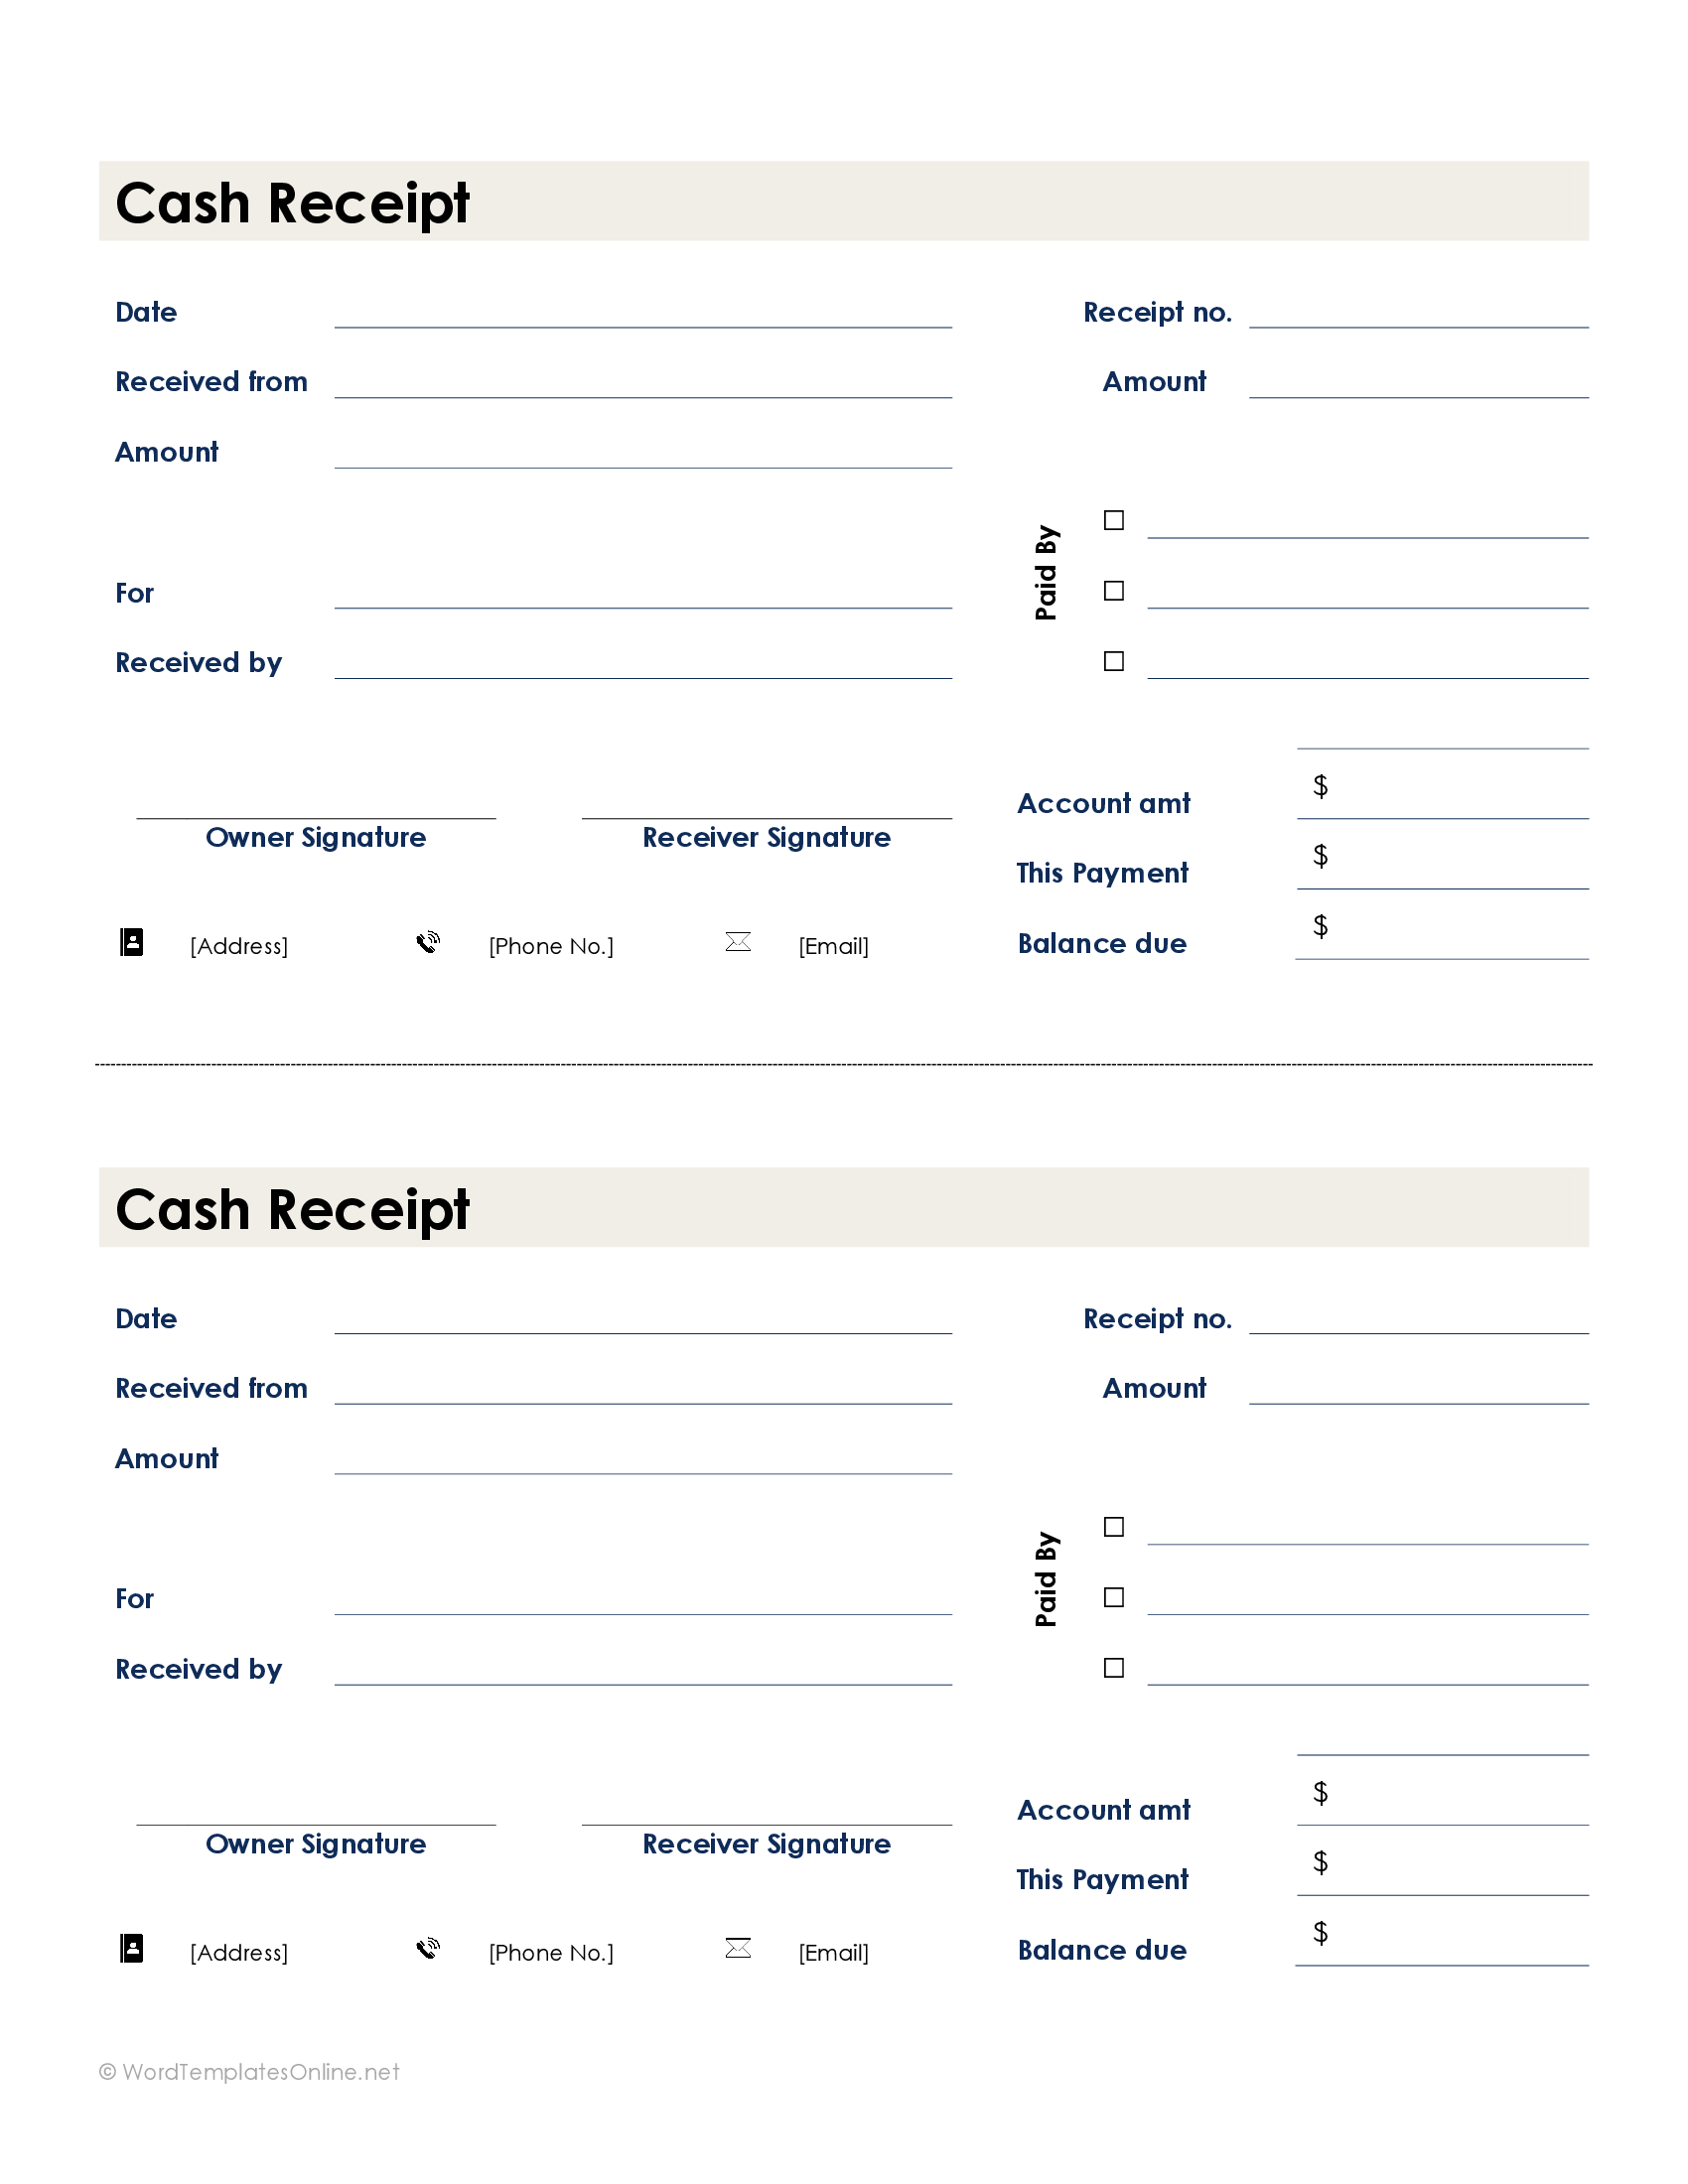 Cash Receipt
Date Receipt no.
Received from Amount
Amount
Paid By
For
Received by
$
Account amt
Owner Signature Receiver Signature
$
This Payment
$
[Address] [Phone No.] [Email] Balance due
Cash Receipt
Date Receipt no.
Received from Amount
Amount
Paid By
For
Received by
$
Account amt
Owner Signature Receiver Signature
$
This Payment
$
[Address] [Phone No.] [Email] Balance due
© WordTemplatesOnline.net